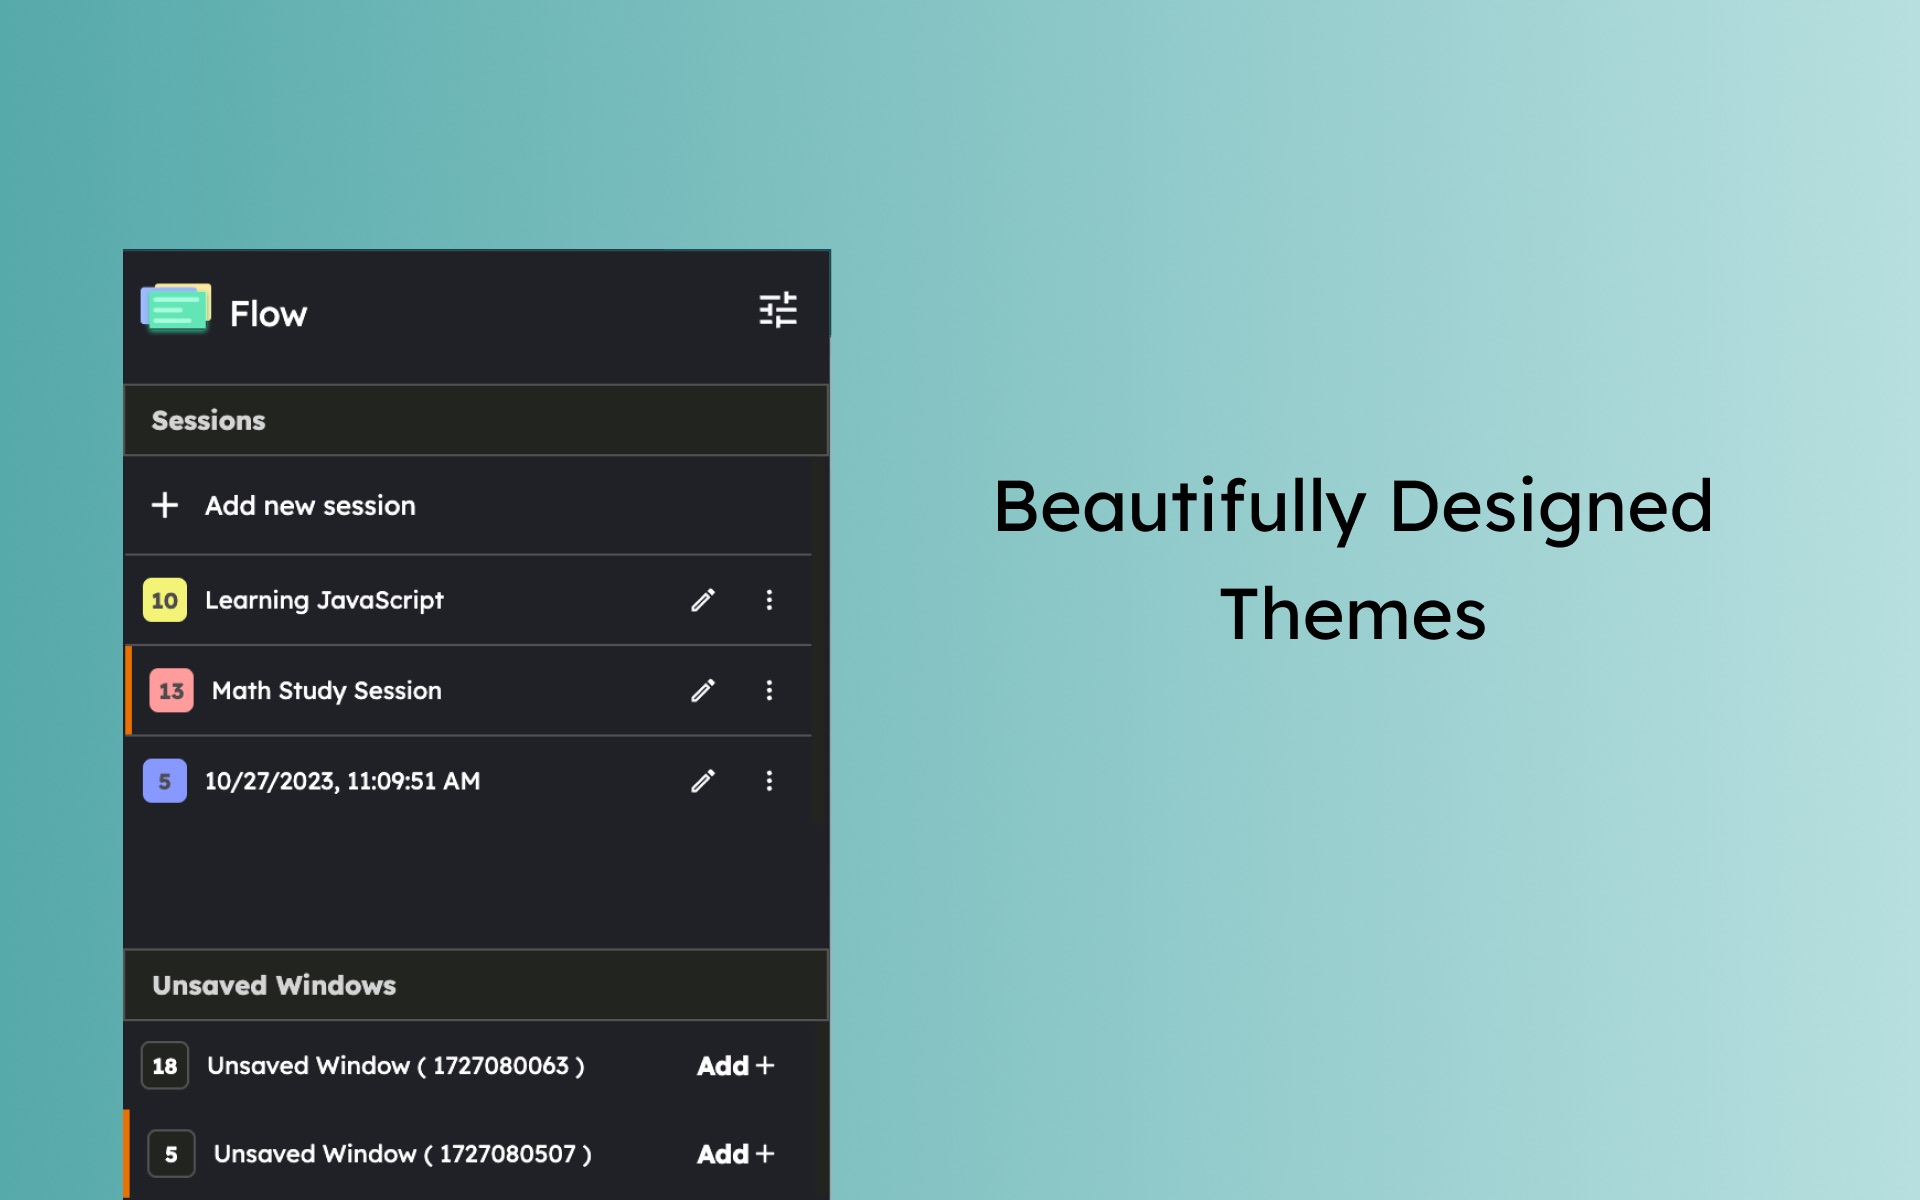 Flow
Sessions
Add new session
10 Learning JavaScript
13 Math Study Session
5 10/27/2023, 11:09:51 AM
Unsaved Windows
18 Unsaved Window ( 1727080063 ) Add +
5 Unsaved Window ( 1727080507 ) Add +
Beautifully Designed
Themes